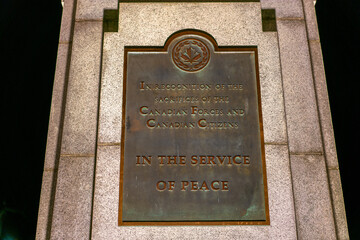 IN RECOGNITION OF THE
SACRIFICES OF THE
CANADIAN FORCES AND
CANADIAN CITIZENS
IN THE SERVICE
OF PEACE